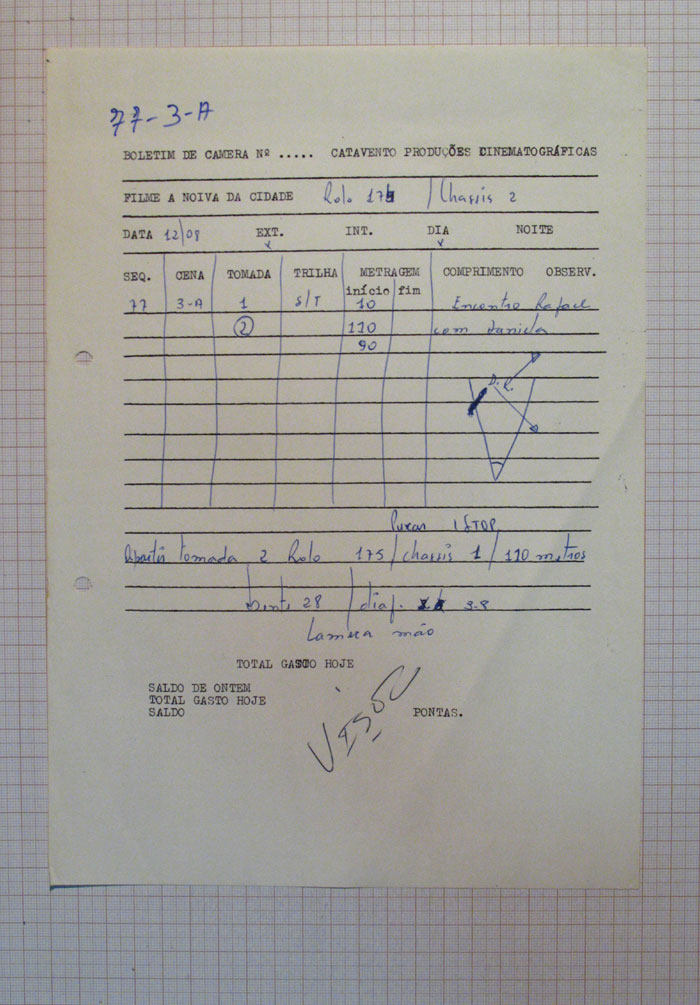 77-3-A
BOLETIM DE CAMERA Nº ..... CATAVENTO PRODUÇÕES CINEMATOGRÁFICAS
FILME A NOIVA DA CIDADE Rolo 175 / Chassis 2
DATA 12/08 EXT. INT. DIA NOITE
x x
SEQ. CENA TOMADA TRILHA METRAGEM COMPRIMENTO OBSERV.
início fim
77 3-A 1 S/T 10 Encontro Rafael
2 110 com Daniela
90
D. R.
Puxar 1 STOP
tomada 2 Rolo 175 / chassis 1 / 110 metros
28 / diaf. 3-8
Camera mão
TOTAL GASTO HOJE
SALDO DE ONTEM
TOTAL GASTO HOJE
SALDO PONTAS.